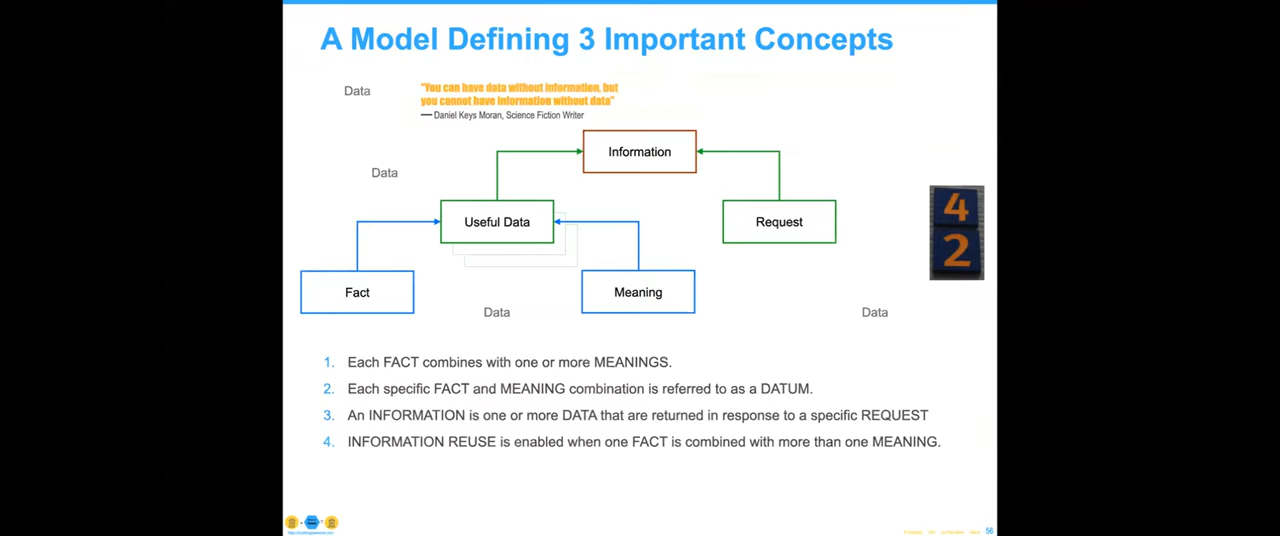 A Model Defining 3 Important Concepts
Data
"You can have data without information, but
you cannot have information without data"
— Daniel Keys Moran, Science Fiction Writer
Information
Data
Useful Data
Request
4
2
Fact
Meaning
Data
Data
1. Each FACT combines with one or more MEANINGS.
2. Each specific FACT and MEANING combination is referred to as a DATUM.
3. An INFORMATION is one or more DATA that are returned in response to a specific REQUEST
4. INFORMATION REUSE is enabled when one FACT is combined with more than one MEANING.
56